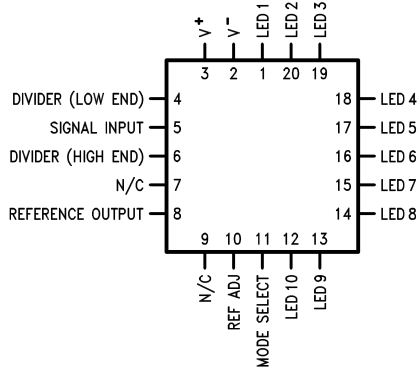 V+
V-
LED 1
LED 2
LED 3
3
2
1
20
19
DIVIDER (LOW END)
4
18
LED 4
SIGNAL INPUT
5
17
LED 5
DIVIDER (HIGH END)
6
16
LED 6
N/C
7
15
LED 7
REFERENCE OUTPUT
8
14
LED 8
9
10
11
12
13
N/C
REF ADJ
MODE SELECT
LED 10
LED 9